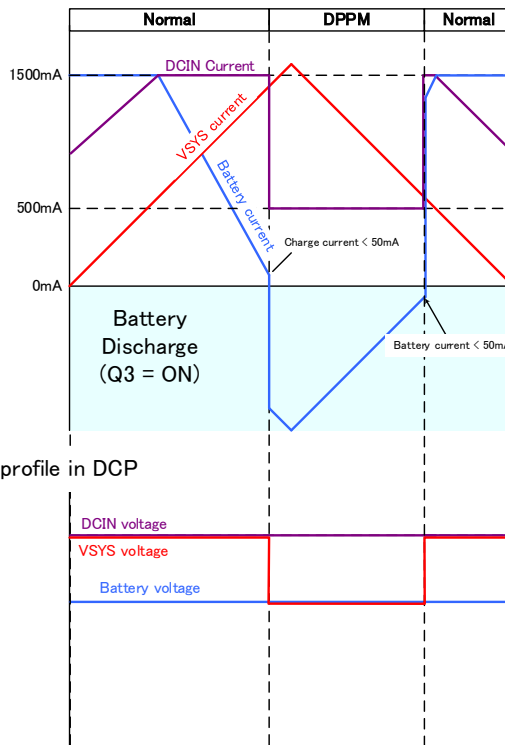 Normal DPPM Normal
1500mA
DCIN Current
VSYS current
Battery current
500mA
Charge current < 50mA
0mA
Battery
Discharge
(Q3 = ON)
Battery current < 50mA
profile in DCP
DCIN voltage
VSYS voltage
Battery voltage